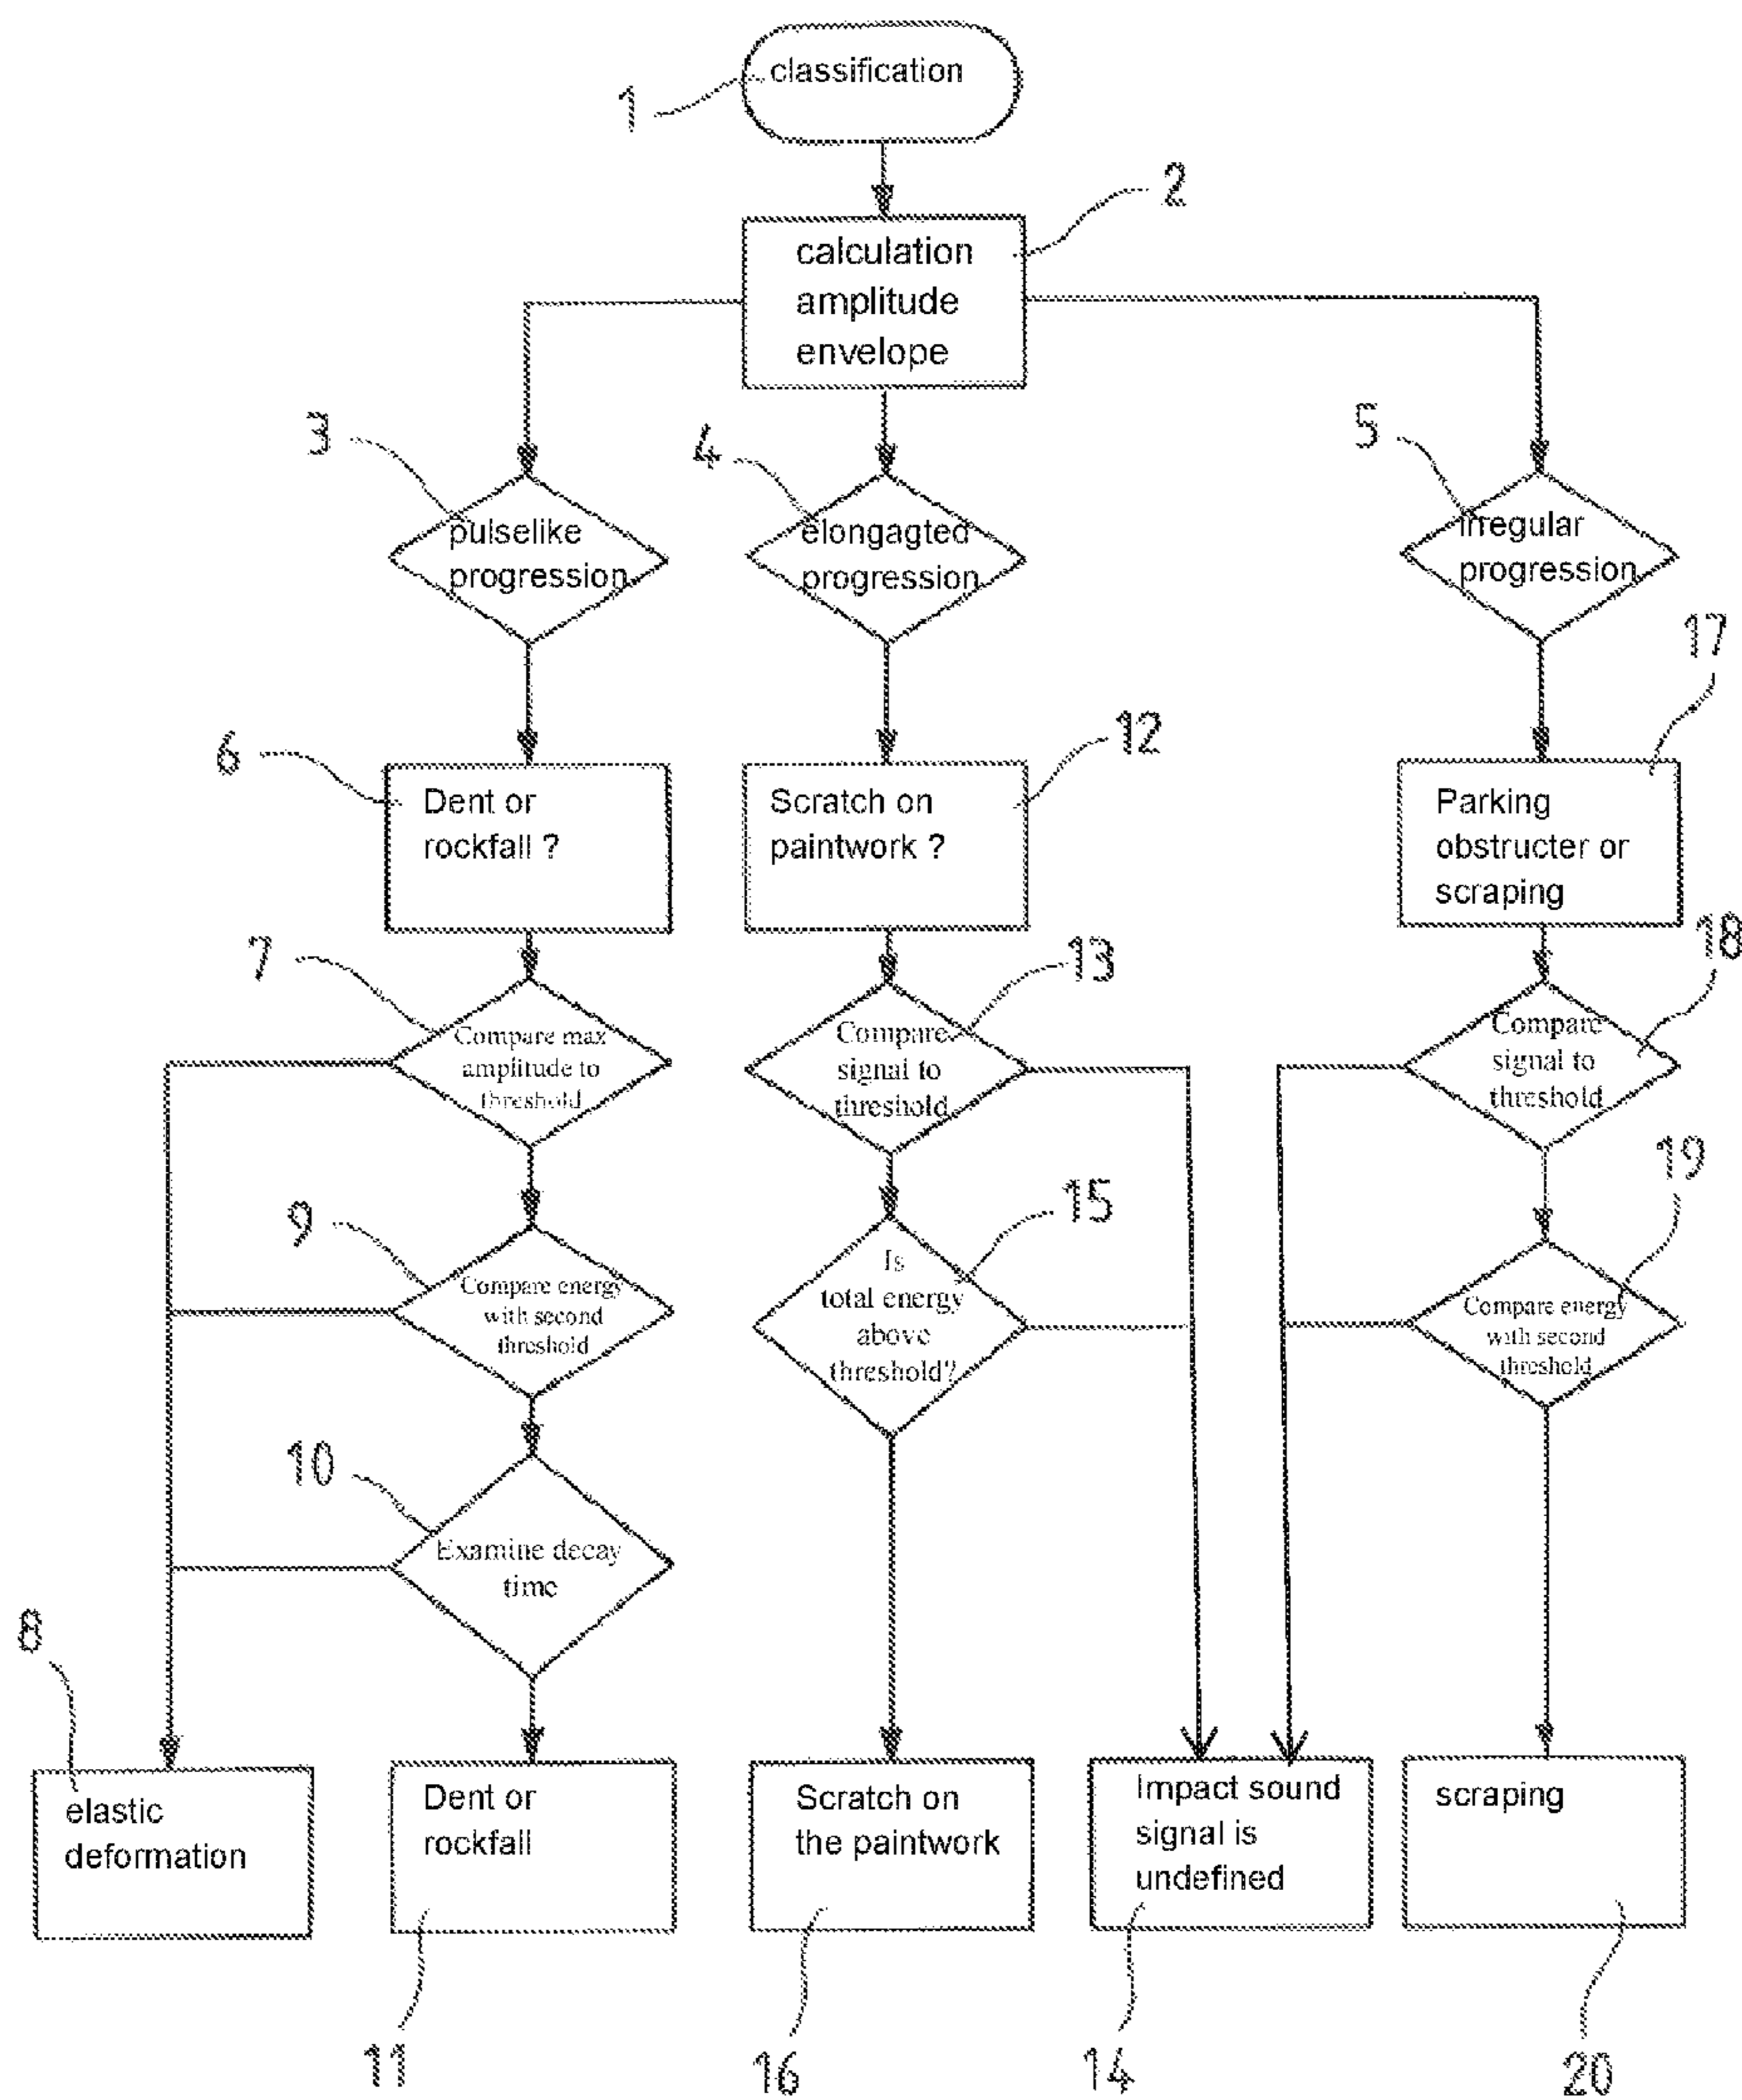 classification
1
2
calculation
amplitude
envelope
3
4
5
pulselike
progression
elongagted
progression
irregular
progression
17
6
12
Dent or
rockfall ?
Scratch on
paintwork ?
Parking
obstructer or
scraping
7
13
18
Compare max
amplitude to
threshold
Compare
signal to
threshold
Compare
signal to
threshold
9
15
19
Compare energy
with second
threshold
Is
total energy
above
threshold?
Compare energy
with second
threshold
10
Examine decay
time
8
elastic
deformation
Dent or
rockfall
Scratch on
the paintwork
Impact sound
signal is
undefined
scraping
11
16
14
20